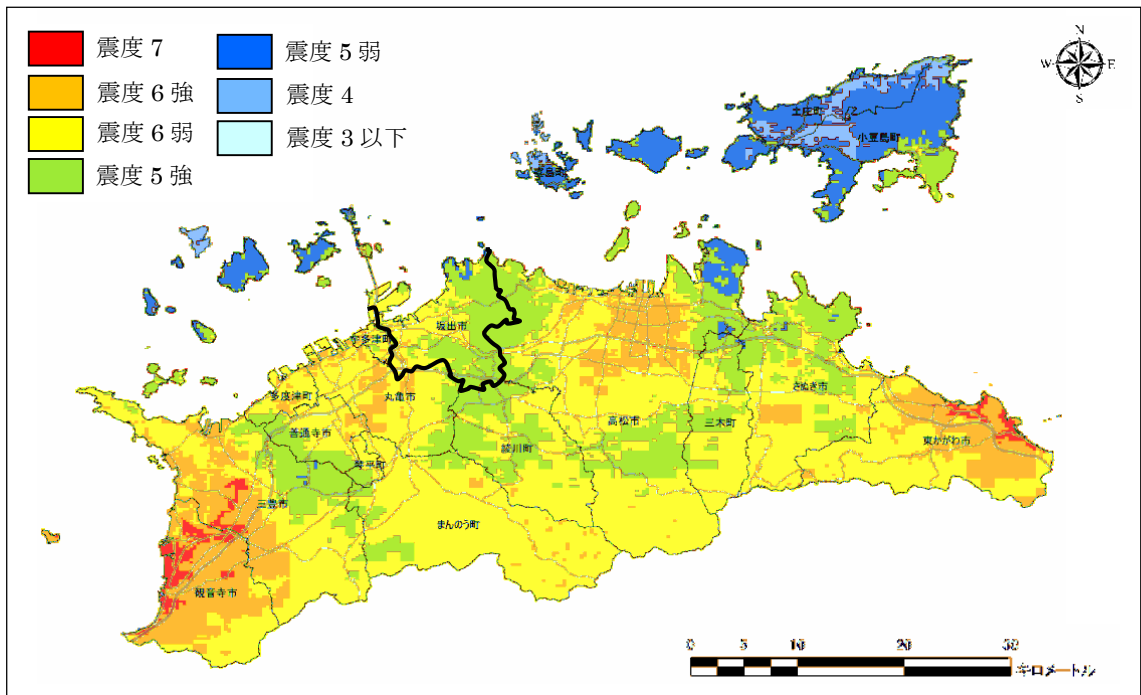 震度 7
震度 6 強
震度 6 弱
震度 5 強
震度 5 弱
震度 4
震度 3 以下
N
W
E
S
土庄町
小豆島町
直島町
坂出市
宇多津町
多度津町
丸亀市
善通寺市
琴平町
綾川町
高松市
三木町
さぬき市
東かがわ市
三豊市
まんのう町
観音寺市
0 5 10 20 30
キロメートル